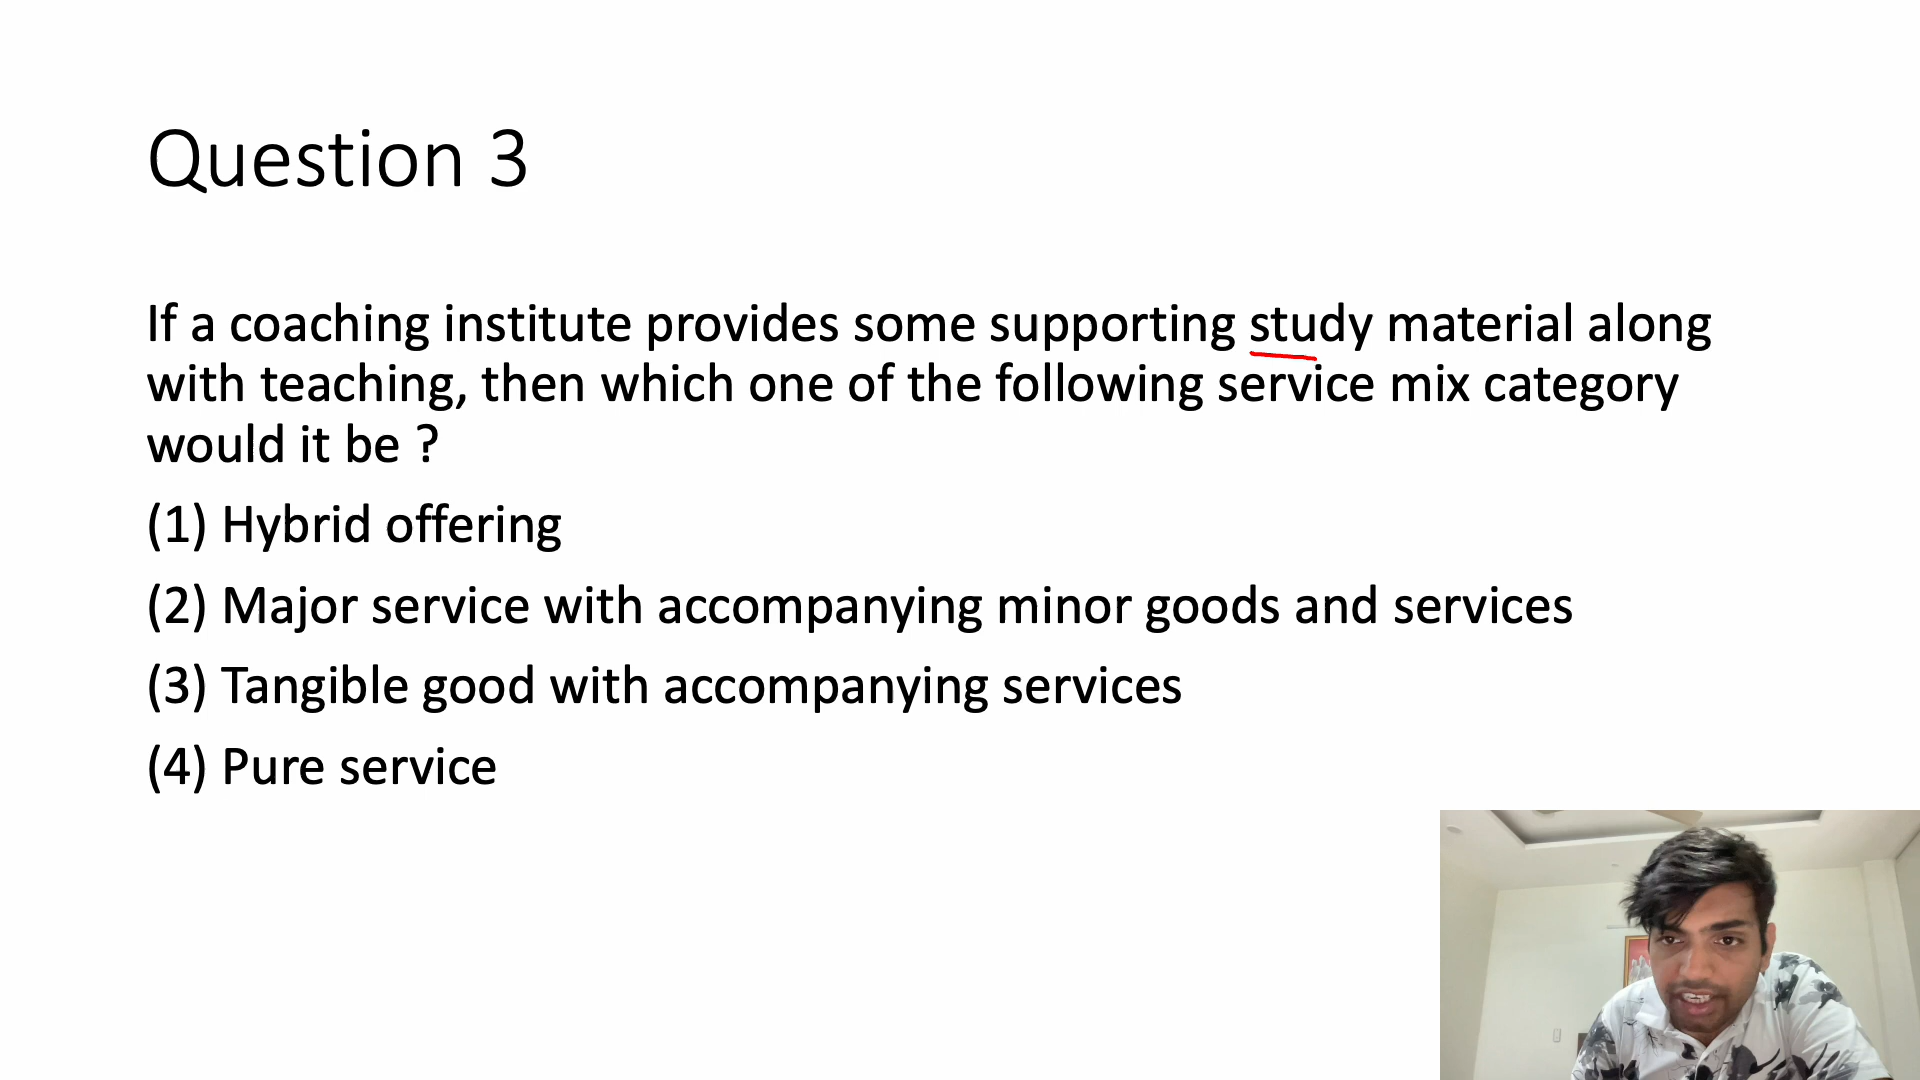 Question 3
If a coaching institute provides some supporting study material along
with teaching, then which one of the following service mix category
would it be ?
(1) Hybrid offering
(2) Major service with accompanying minor goods and services
(3) Tangible good with accompanying services
(4) Pure service